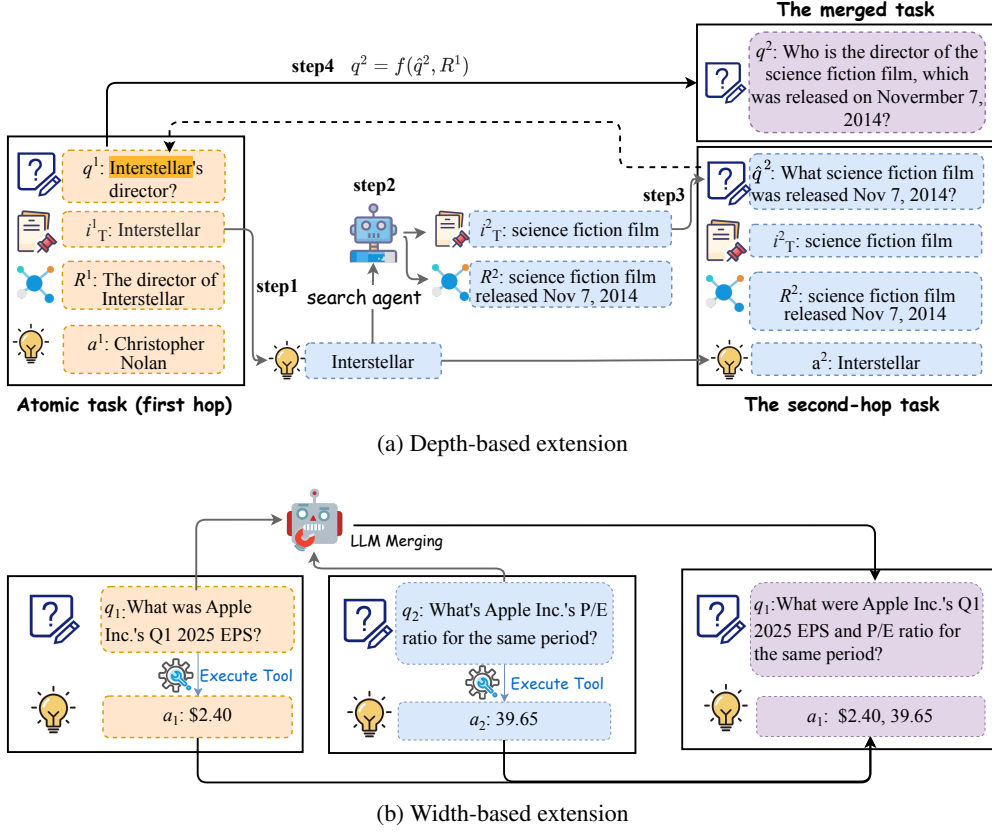 The merged task
q²: Who is the director of the
science fiction film, which
was released on Novermber 7,
2014?
step4 q² = f(q̂², R¹)
q¹: Interstellar's
director?
i¹T: Interstellar
R¹: The director of
Interstellar
a¹: Christopher
Nolan
Atomic task (first hop)
step1
step2
search agent
Interstellar
i²T: science fiction film
R²: science fiction film
released Nov 7, 2014
step3
q̂²: What science fiction film
was released Nov 7, 2014?
i²T: science fiction film
R²: science fiction film
released Nov 7, 2014
a²: Interstellar
The second-hop task
(a) Depth-based extension
LLM Merging
q₁:What was Apple
Inc.'s Q1 2025 EPS?
Execute Tool
a₁: $2.40
q₂: What's Apple Inc.'s P/E
ratio for the same period?
Execute Tool
a₂: 39.65
q₁:What were Apple Inc.'s Q1
2025 EPS and P/E ratio for
the same period?
a₁: $2.40, 39.65
(b) Width-based extension